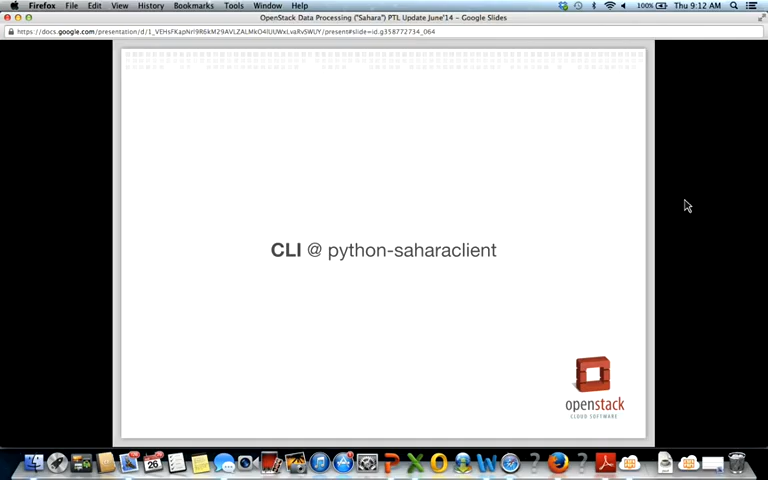 Firefox File Edit View History Bookmarks Tools Window Help 100% Thu 9:12 AM
OpenStack Data Processing ("Sahara") PTL Update June'14 – Google Slides
CLI @ python-saharaclient
openstack
CLOUD SOFTWARE